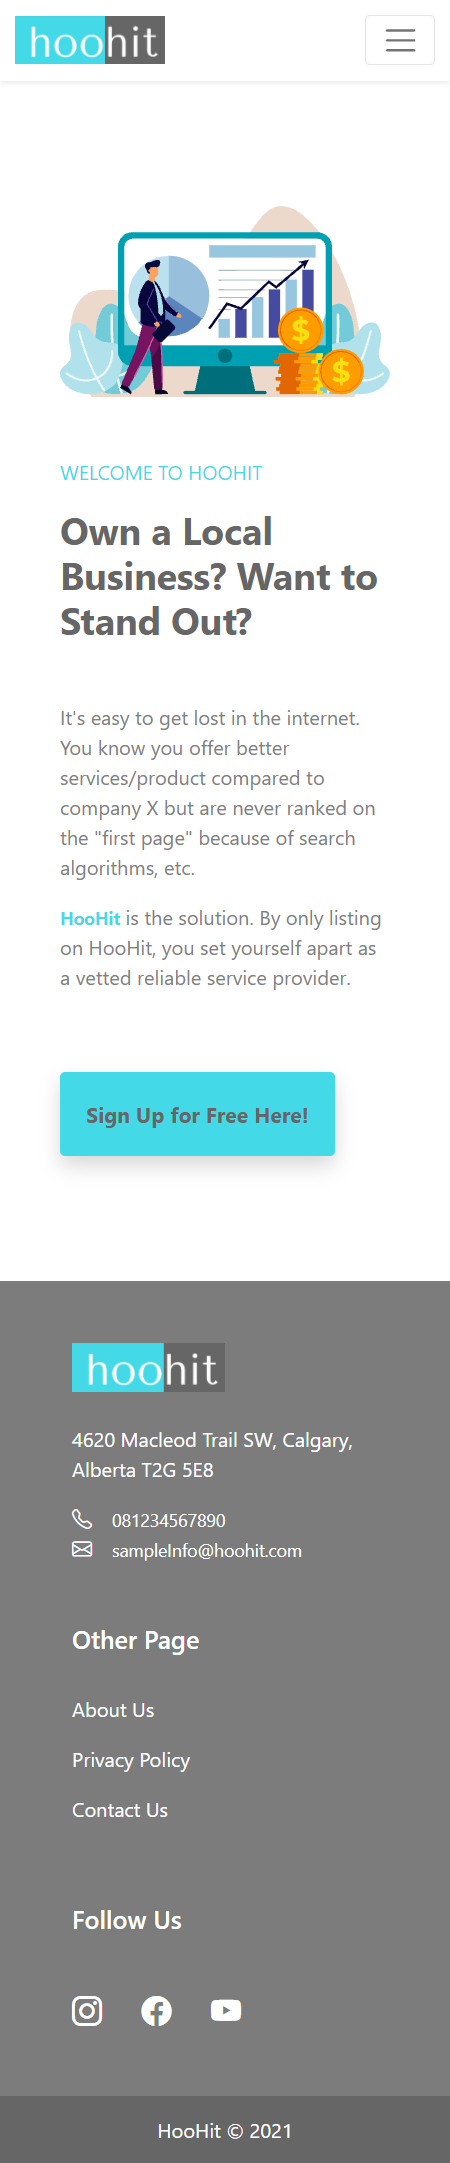 hoohit
$
$
WELCOME TO HOOHIT
Own a Local
Business? Want to
Stand Out?
It's easy to get lost in the internet.
You know you offer better
services/product compared to
company X but are never ranked on
the "first page" because of search
algorithms, etc.
HooHit is the solution. By only listing
on HooHit, you set yourself apart as
a vetted reliable service provider.
Sign Up for Free Here!
hoohit
4620 Macleod Trail SW, Calgary,
Alberta T2G 5E8
081234567890
sampleInfo@hoohit.com
Other Page
About Us
Privacy Policy
Contact Us
Follow Us
HooHit © 2021